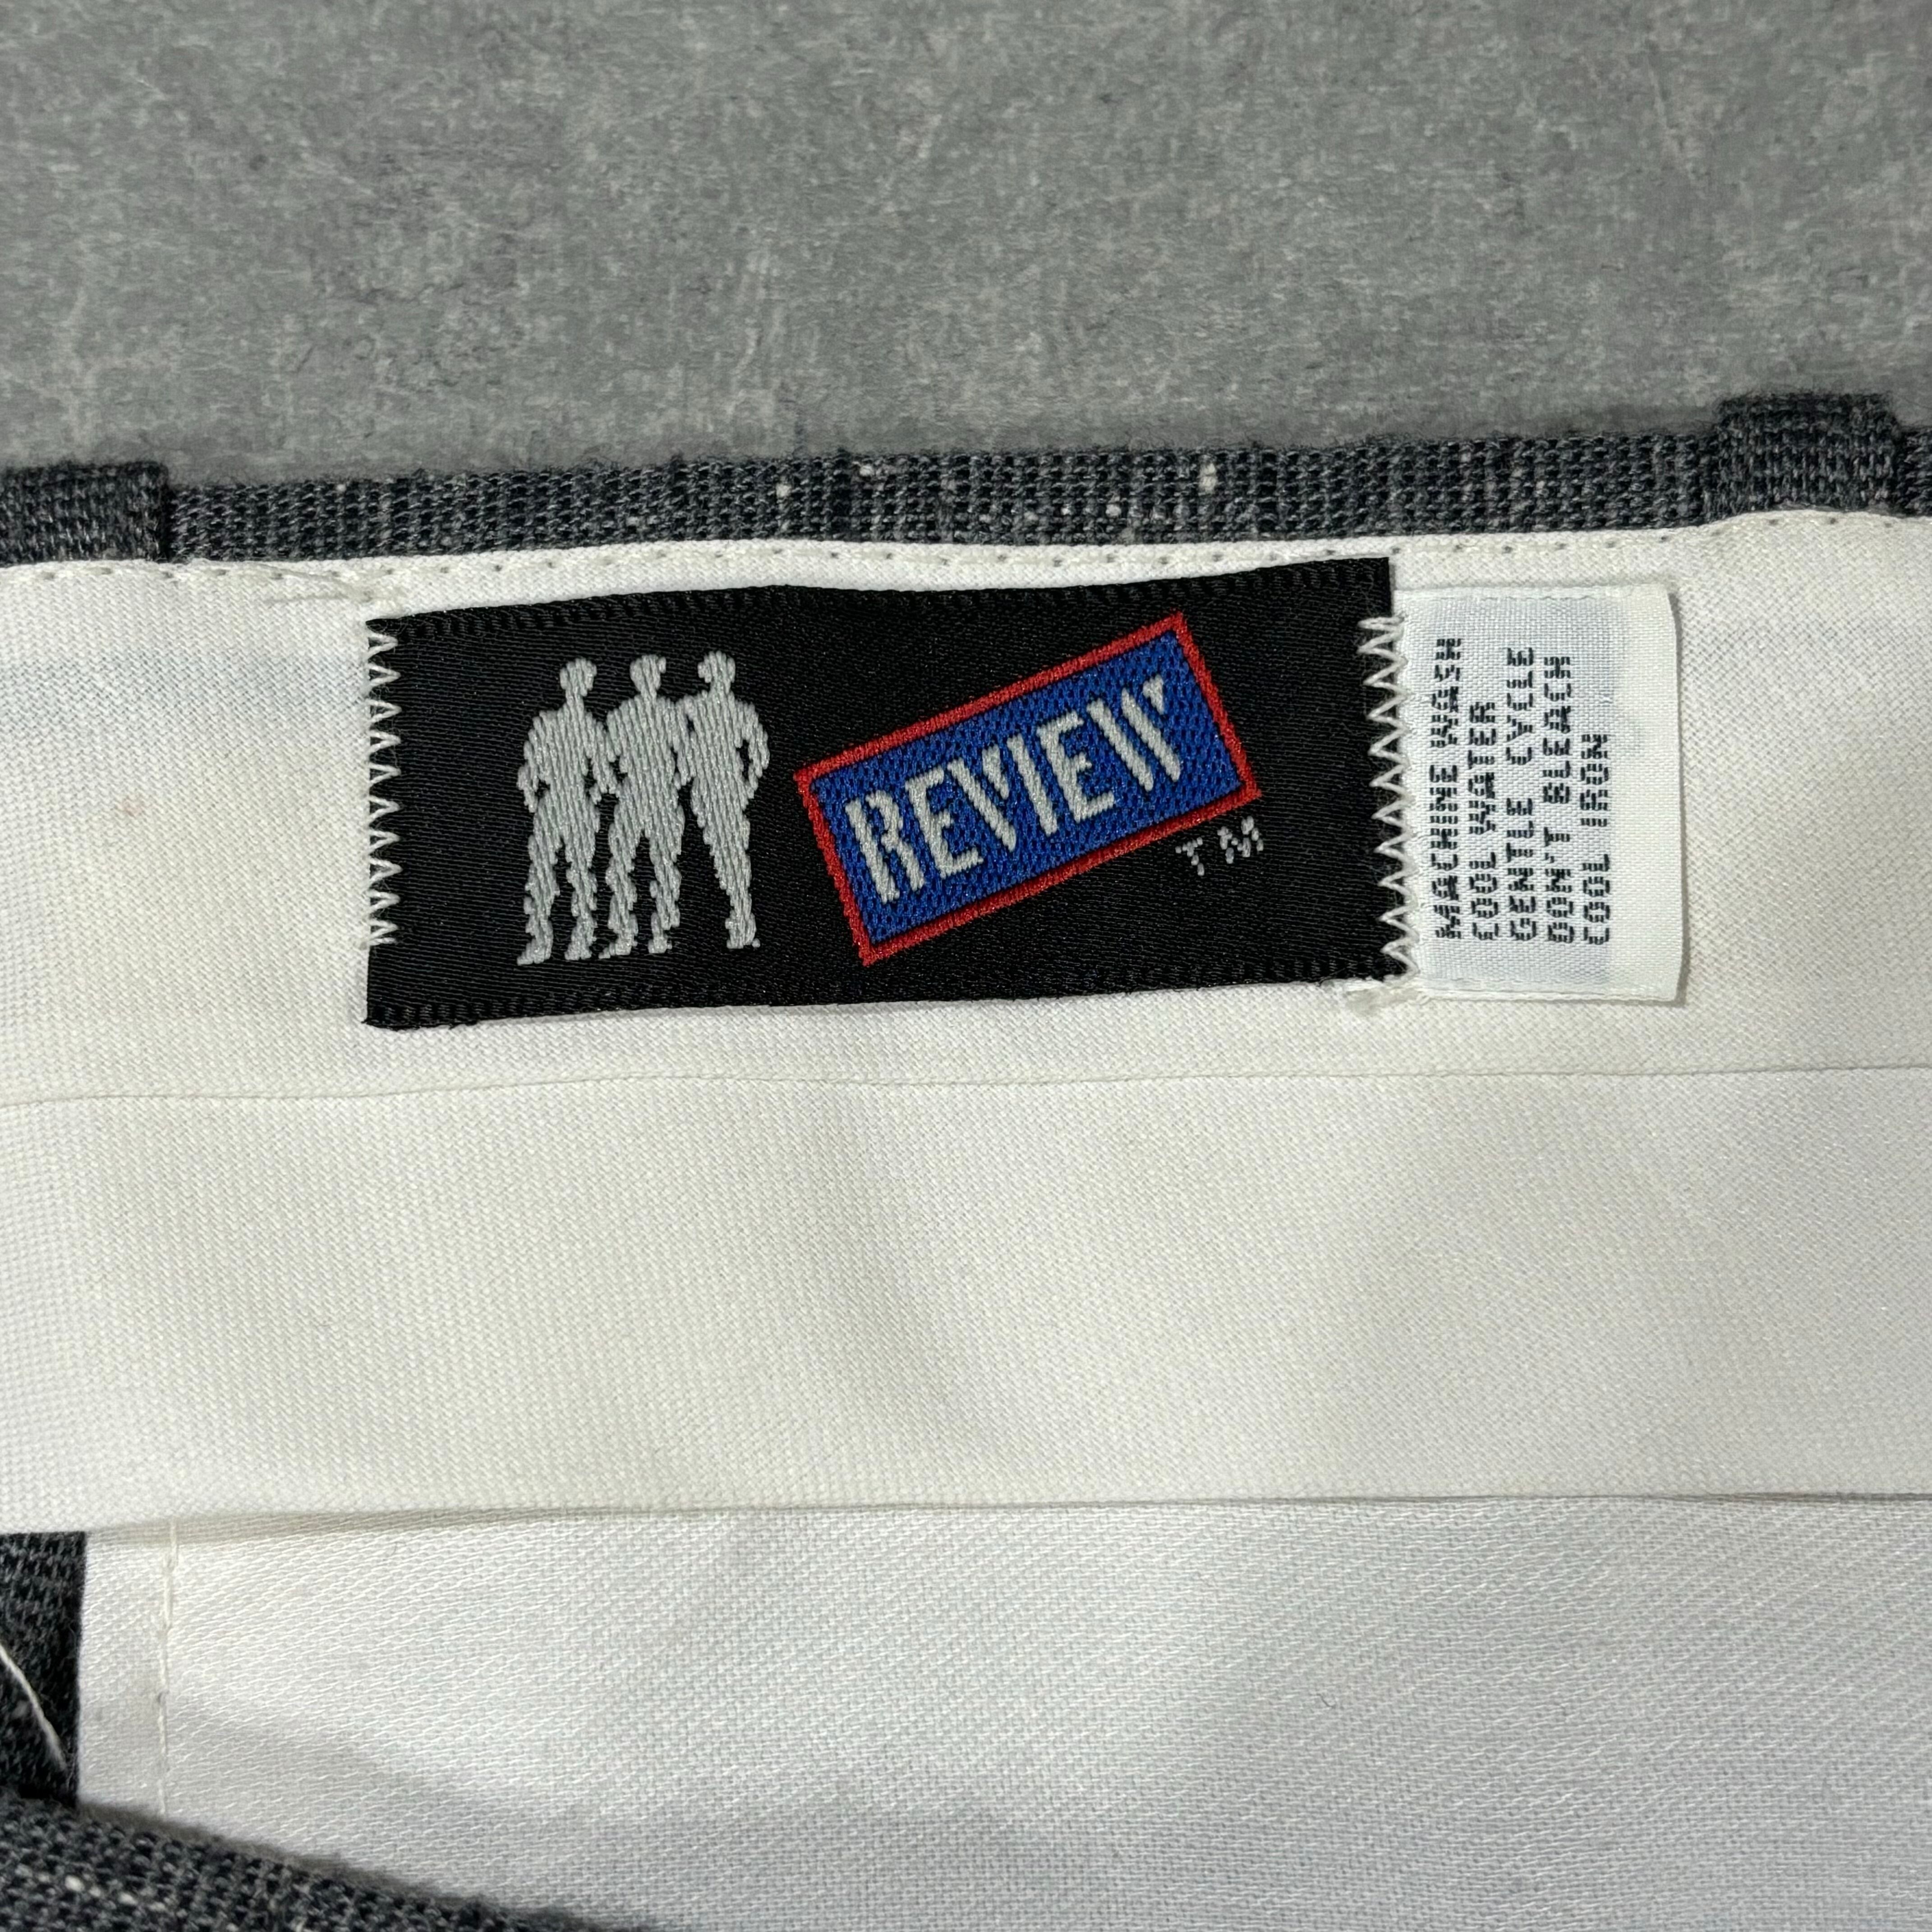 REVIEW
TM
MACHINE WASH
COOL WATER
GENTLE CYCLE
DON'T BLEACH
COOL IRON